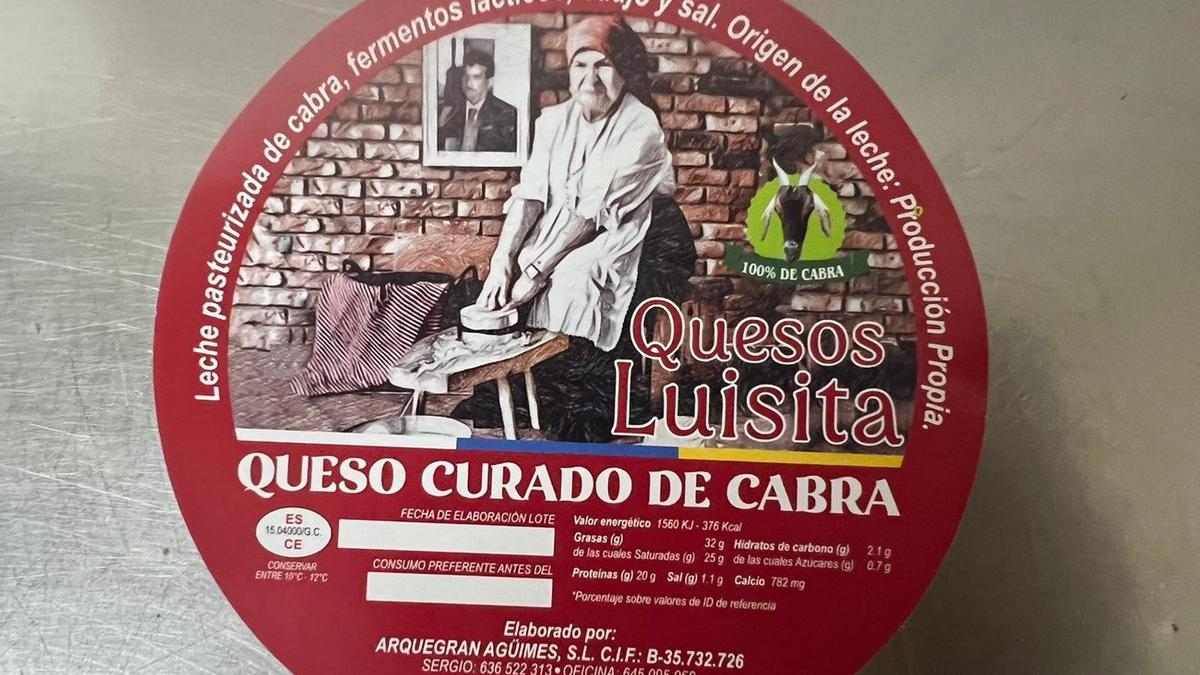 Leche pasteurizada de cabra, fermentos lácticos, y sal. Origen de la leche: Producción Propia.
100% DE CABRA
Quesos
Luisita
QUESO CURADO DE CABRA
ES
15.04000/G.C.
CE
CONSERVAR
ENTRE 10°C - 12°C
FECHA DE ELABORACIÓN LOTE
CONSUMO PREFERENTE ANTES DEL
Valor energético 1560 KJ - 376 Kcal
Grasas (g) 32 g Hidratos de carbono (g) 2.1 g
de las cuales Saturadas (g) 25 g de las cuales Azúcares (g) 0.7 g
Proteínas (g) 20 g Sal (g) 1.1 g Calcio 782 mg
*Porcentaje sobre valores de ID de referencia
Elaborado por:
ARQUEGRAN AGÜIMES, S.L. C.I.F.: B-35.732.726
SERGIO: 636 522 313 • OFICINA: